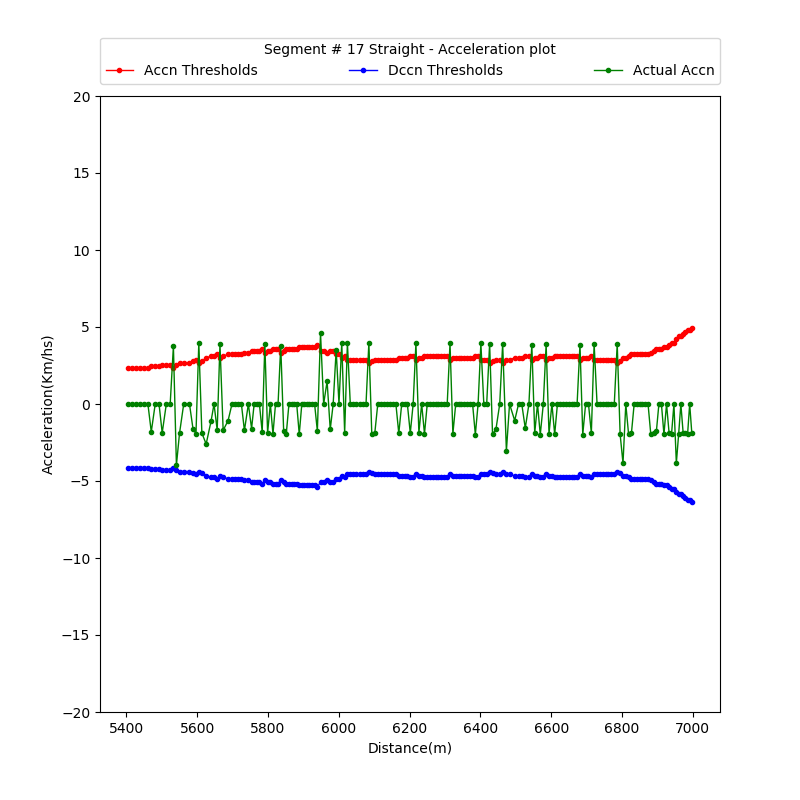 Segment # 17 Straight - Acceleration plot
Accn Thresholds Dccn Thresholds Actual Accn
20
15
10
5
0
−5
−10
−15
−20
Acceleration(Km/hs)
5400 5600 5800 6000 6200 6400 6600 6800 7000
Distance(m)